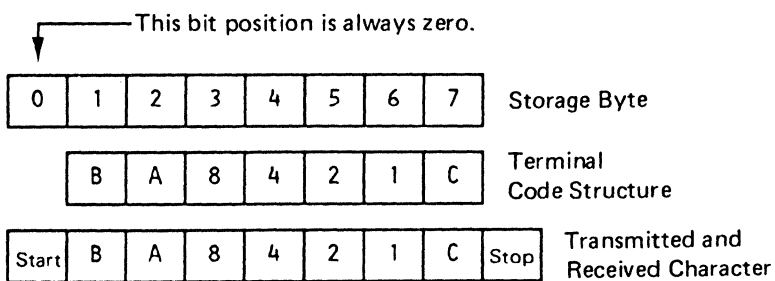 This bit position is always zero.
0 1 2 3 4 5 6 7 Storage Byte
B A 8 4 2 1 C Terminal
Code Structure
Start B A 8 4 2 1 C Stop Transmitted and
Received Character